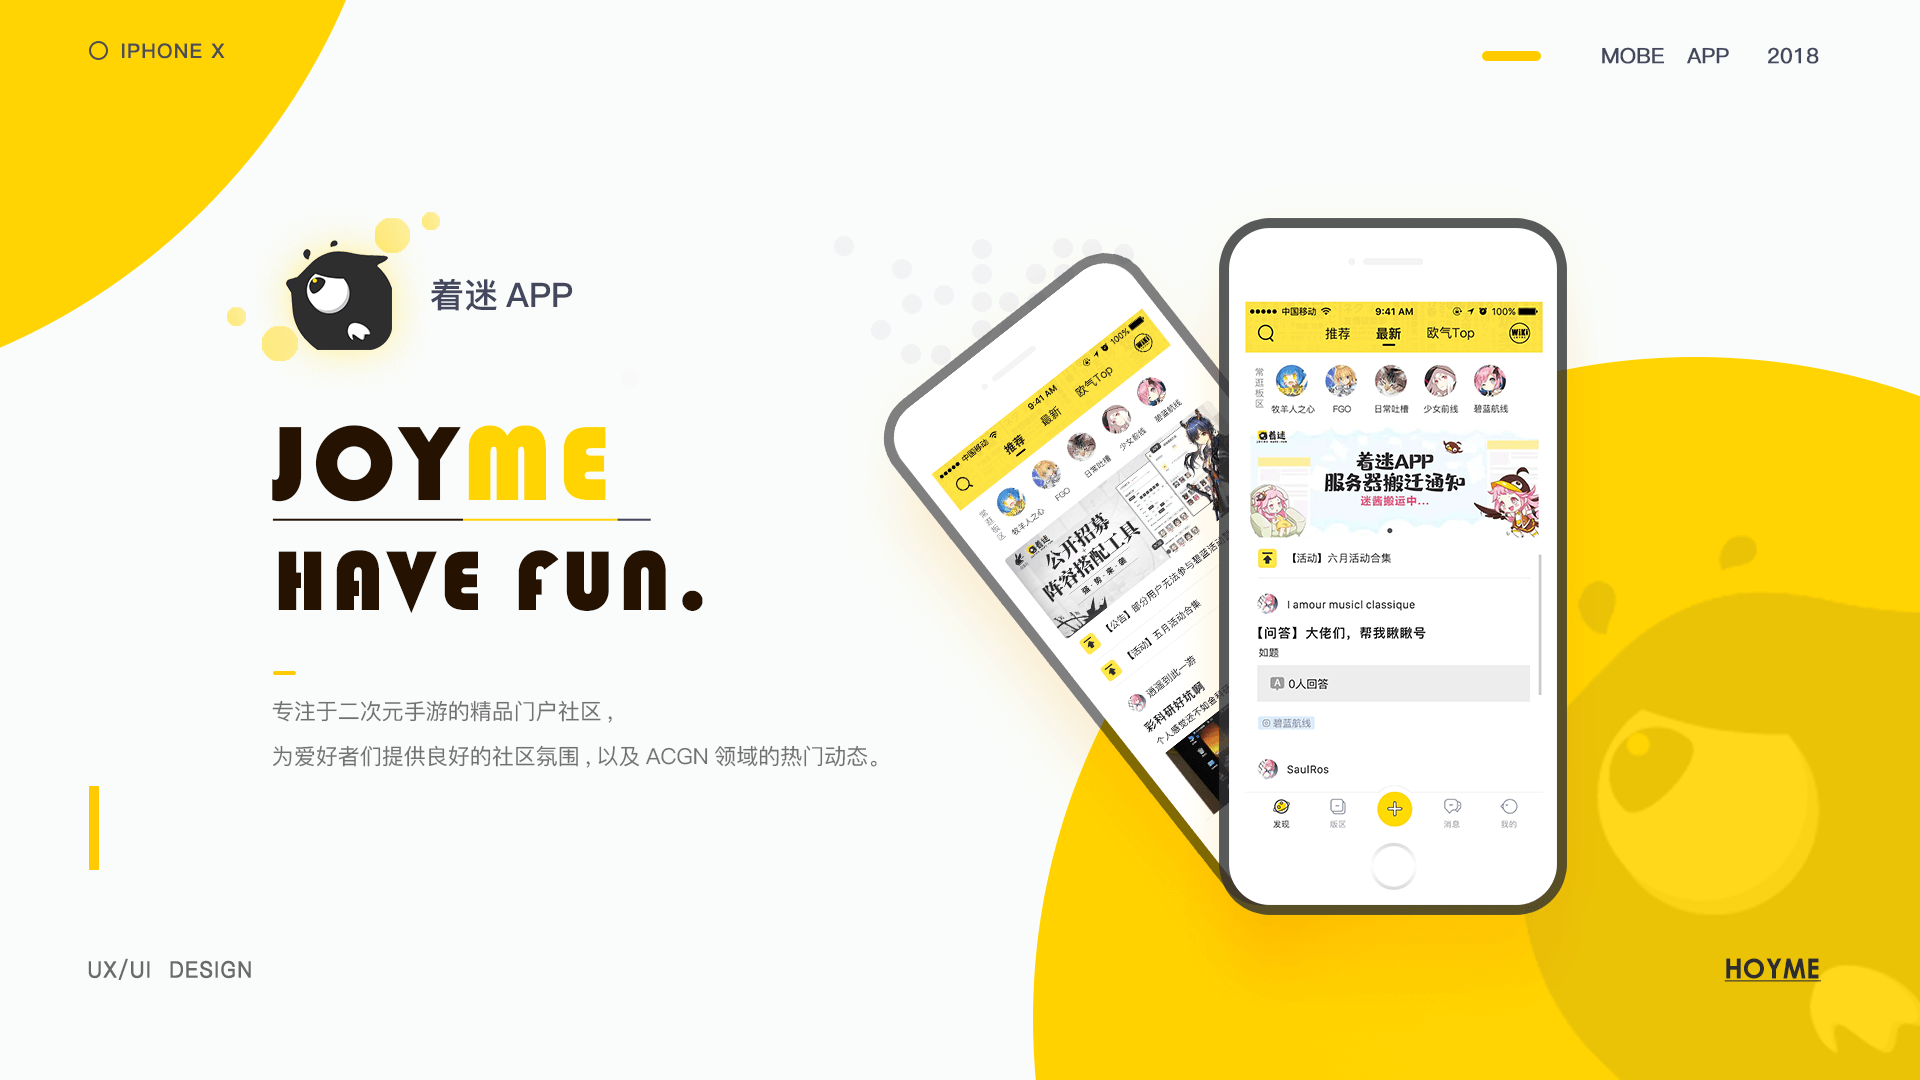 IPHONE X
MOBE APP 2018
着迷 APP
JOYME
HAVE FUN.
专注于二次元手游的精品门户社区 ,
为爱好者们提供良好的社区氛围 , 以及 ACGN 领域的热门动态。
UX/UI DESIGN
HOYME
中国移动 9:41 AM 100%
推荐 最新 欧气Top WiKi
常逛板区
牧羊人之心 FGO 日常吐槽 少女前线 碧蓝航线
着迷
公开招募
阵容搭配工具
强·势·来·袭
【公告】部分用户无法参与碧蓝活动
【活动】五月活动合集
逍遥到此一游
彩科研好坑啊
个人感觉还不如金科研
中国移动 9:41 AM 100%
推荐 最新 欧气Top WiKi
常逛板区
牧羊人之心 FGO 日常吐槽 少女前线 碧蓝航线
着迷
着迷APP
服务器搬迁通知
迷酱搬运中...
【活动】六月活动合集
l amour musicl classique
【问答】大佬们，帮我瞅瞅号
如题
A 0人回答
碧蓝航线
SaulRos
发现 版区 消息 我的